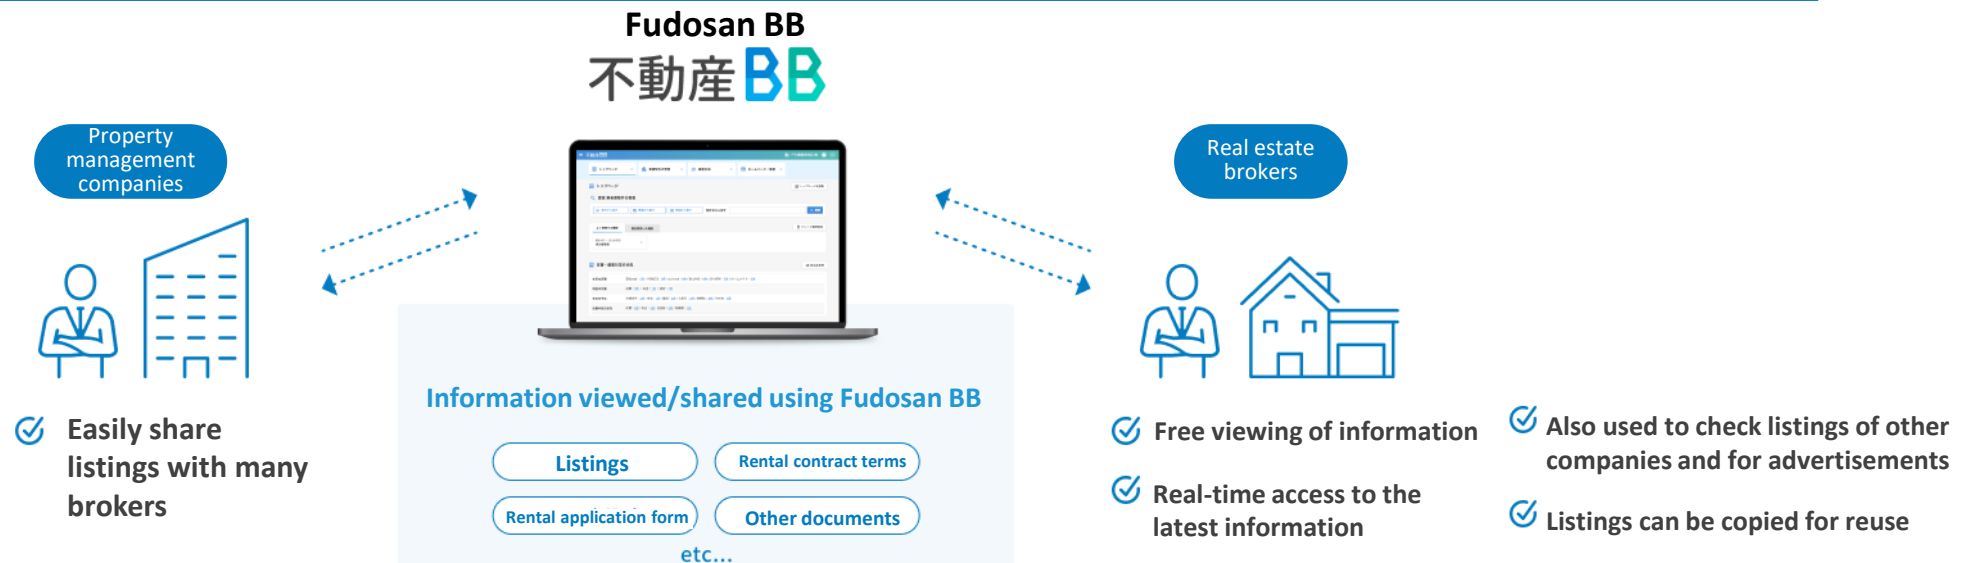 Fudosan BB
不動産BB
Property
management
companies
Real estate
brokers
Easily share
listings with many
brokers
Information viewed/shared using Fudosan BB
Listings
Rental contract terms
Rental application form
Other documents
etc...
Free viewing of information
Real-time access to the
latest information
Also used to check listings of other
companies and for advertisements
Listings can be copied for reuse